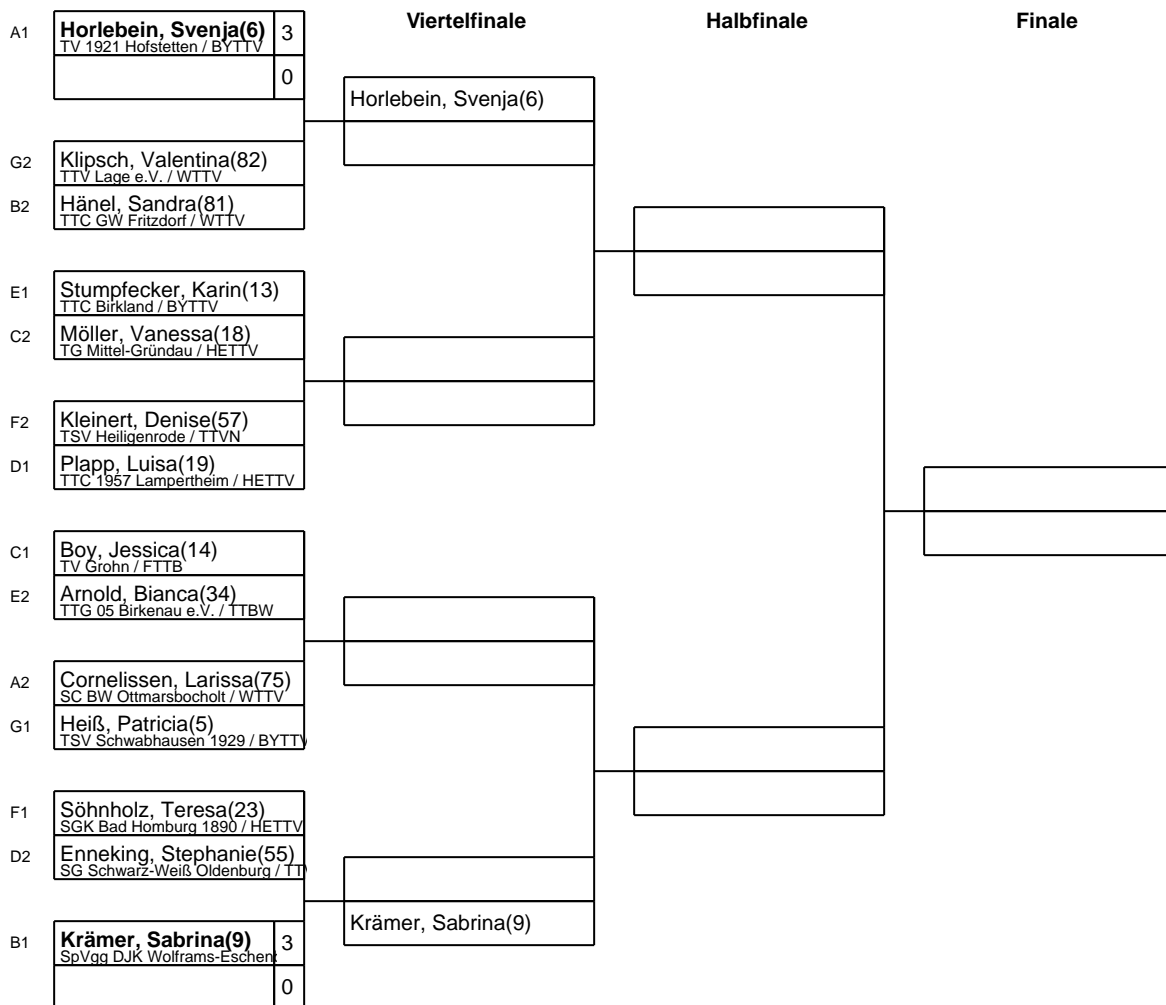 Viertelfinale
Halbfinale
Finale
A1
Horlebein, Svenja(6)
3
TV 1921 Hofstetten / BYTTV
0
Horlebein, Svenja(6)
G2
Klipsch, Valentina(82)
TTV Lage e.V. / WTTV
B2
Hänel, Sandra(81)
TTC GW Fritzdorf / WTTV
E1
Stumpfecker, Karin(13)
TTC Birkland / BYTTV
C2
Möller, Vanessa(18)
TG Mittel-Gründau / HETTV
F2
Kleinert, Denise(57)
TSV Heiligenrode / TTVN
D1
Plapp, Luisa(19)
TTC 1957 Lampertheim / HETTV
C1
Boy, Jessica(14)
TV Grohn / FTTB
E2
Arnold, Bianca(34)
TTG 05 Birkenau e.V. / TTBW
A2
Cornelissen, Larissa(75)
SC BW Ottmarsbocholt / WTTV
G1
Heiß, Patricia(5)
TSV Schwabhausen 1929 / BYTTV
F1
Söhnholz, Teresa(23)
SGK Bad Homburg 1890 / HETTV
D2
Enneking, Stephanie(55)
SG Schwarz-Weiß Oldenburg / TTV
Krämer, Sabrina(9)
B1
Krämer, Sabrina(9)
3
SpVgg DJK Wolframs-Eschenb
0